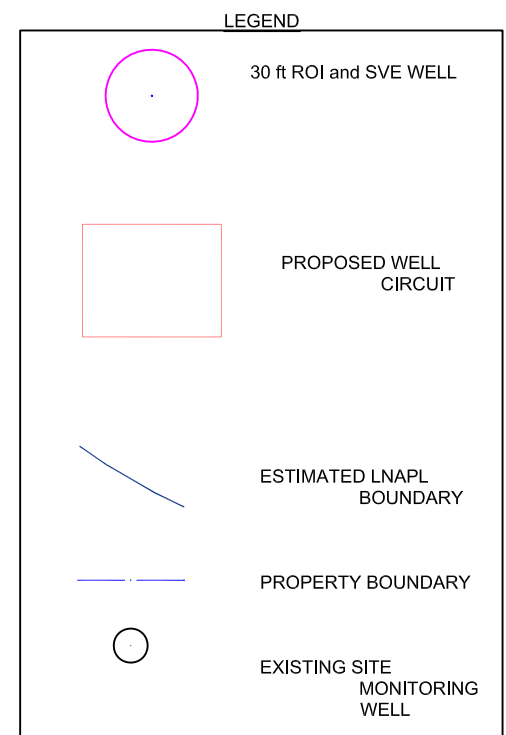 LEGEND
30 ft ROI and SVE WELL
PROPOSED WELL
CIRCUIT
ESTIMATED LNAPL
BOUNDARY
PROPERTY BOUNDARY
EXISTING SITE
MONITORING
WELL